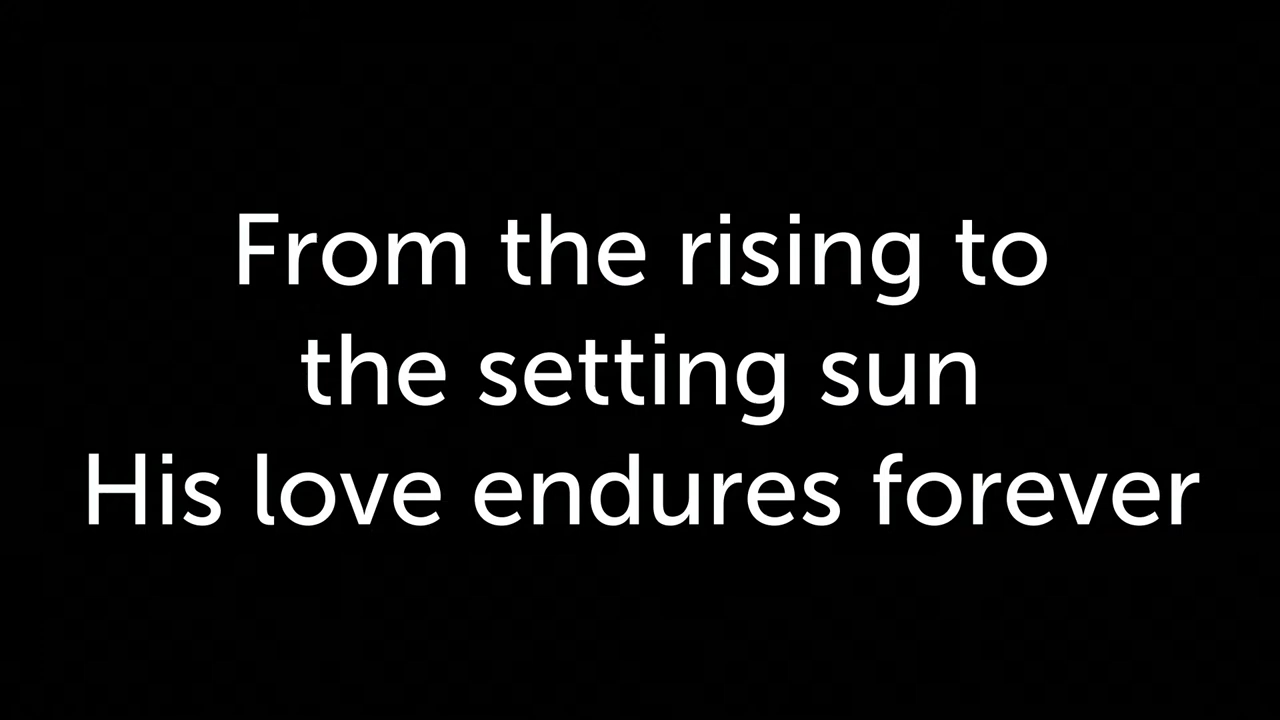 From the rising to
the setting sun
His love endures forever